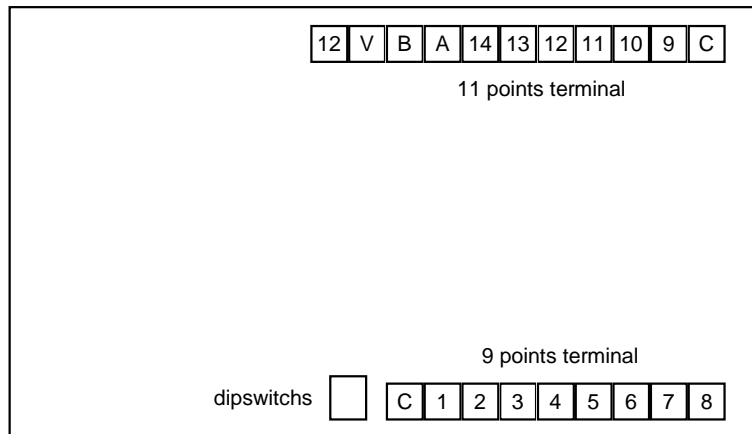 12 V B A 14 13 12 11 10 9 C
11 points terminal
9 points terminal
dipswitchs
C 1 2 3 4 5 6 7 8